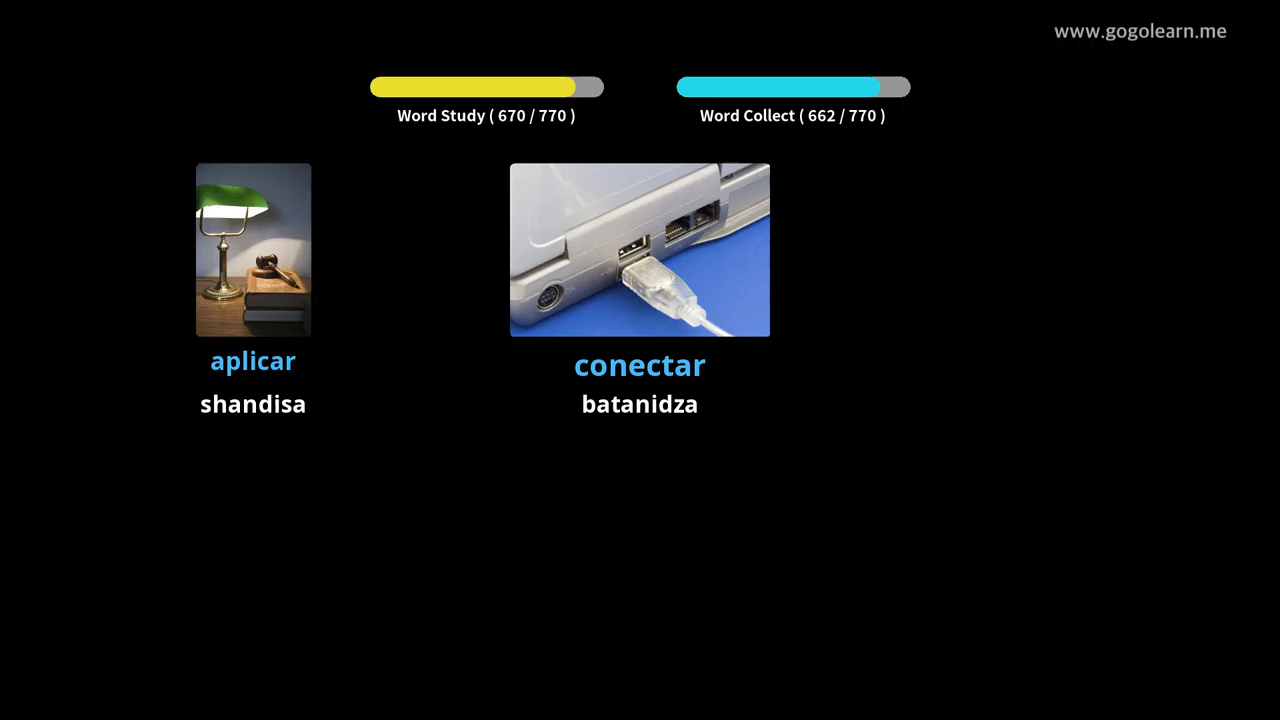 www.gogolearn.me
Word Study ( 670 / 770 )
Word Collect ( 662 / 770 )
aplicar
shandisa
conectar
batanidza